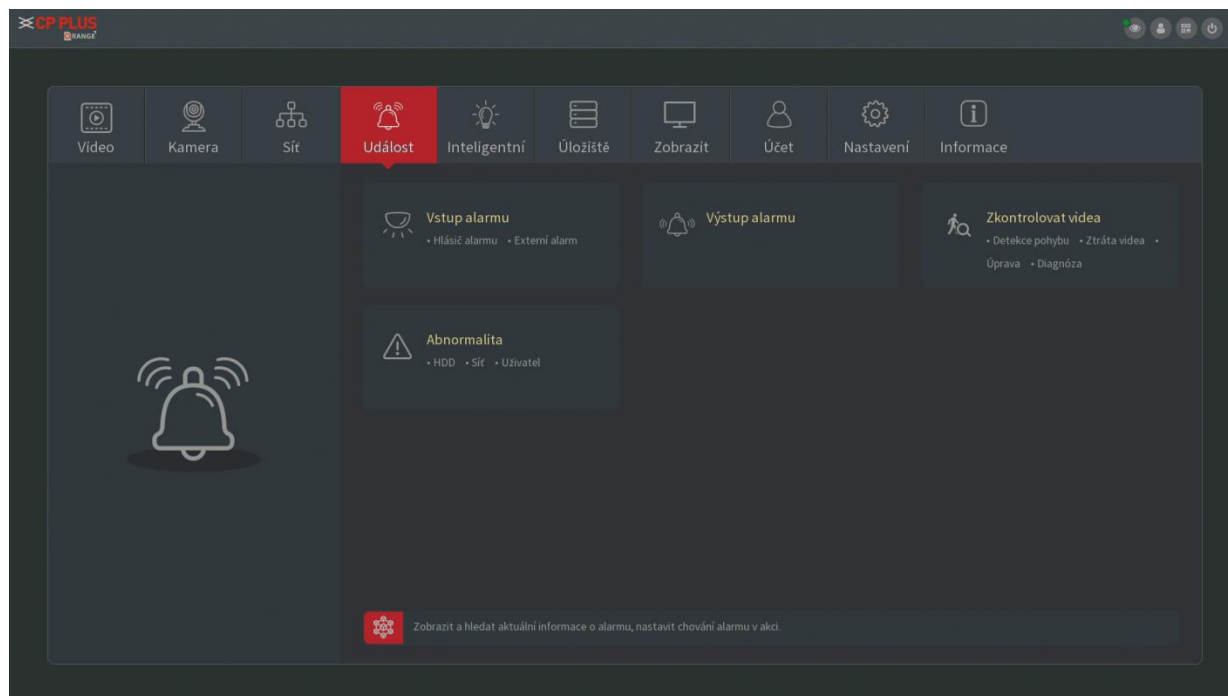 CP PLUS
ORANGE
Video
Kamera
Síť
Událost
Inteligentní
Úložiště
Zobrazit
Účet
Nastavení
Informace
Vstup alarmu
• Hlásič alarmu • Externí alarm
Výstup alarmu
Zkontrolovat videa
• Detekce pohybu • Ztráta videa •
Úprava • Diagnóza
Abnormalita
• HDD • Síť • Uživatel
Zobrazit a hledat aktuální informace o alarmu, nastavit chování alarmu v akci.